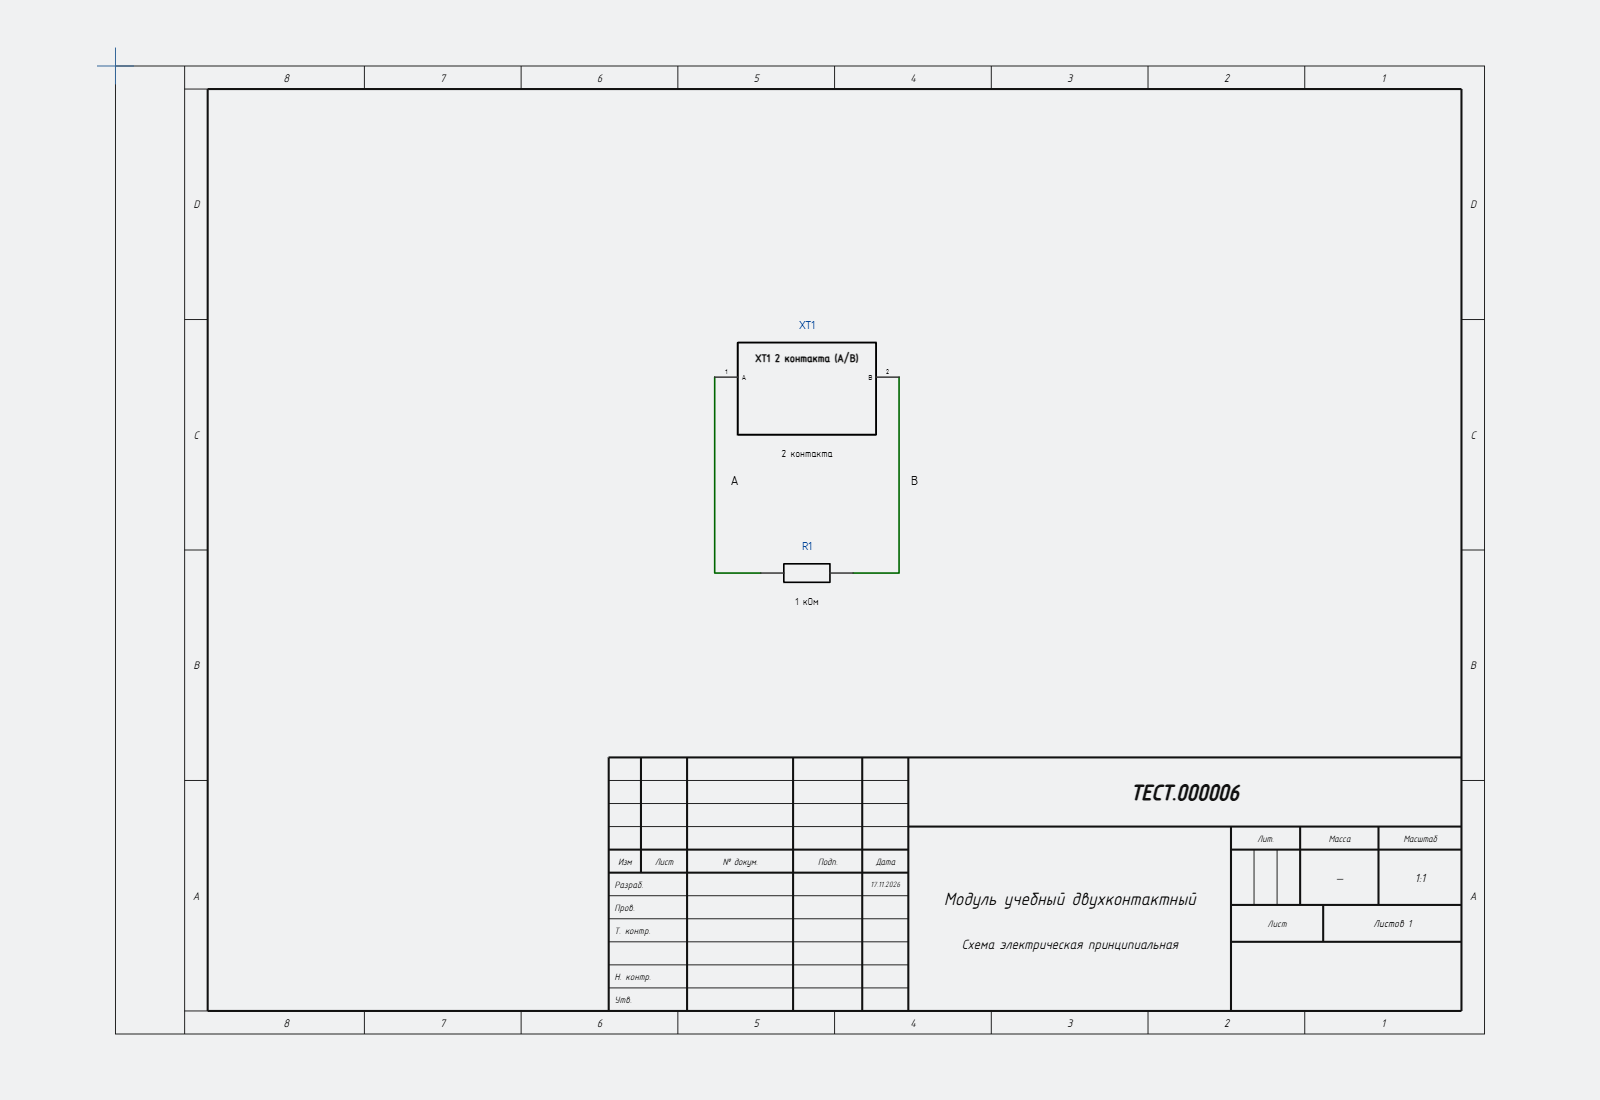 8 7 6 5 4 3 2 1
D D
XT1
XT1 2 контакта (A/B)
1 A B 2
C C
2 контакта
A B
R1
1 кОм
B B
ТЕСТ.000006
Лит. Масса Масштаб
Изм Лист № докум. Подп. Дата
– 1:1
Разраб. 17.11.2026
A A
Модуль учебный двухконтактный
Пров.
Лист Листов 1
Т. контр.
Схема электрическая принципиальная
Н. контр.
Утв.
8 7 6 5 4 3 2 1